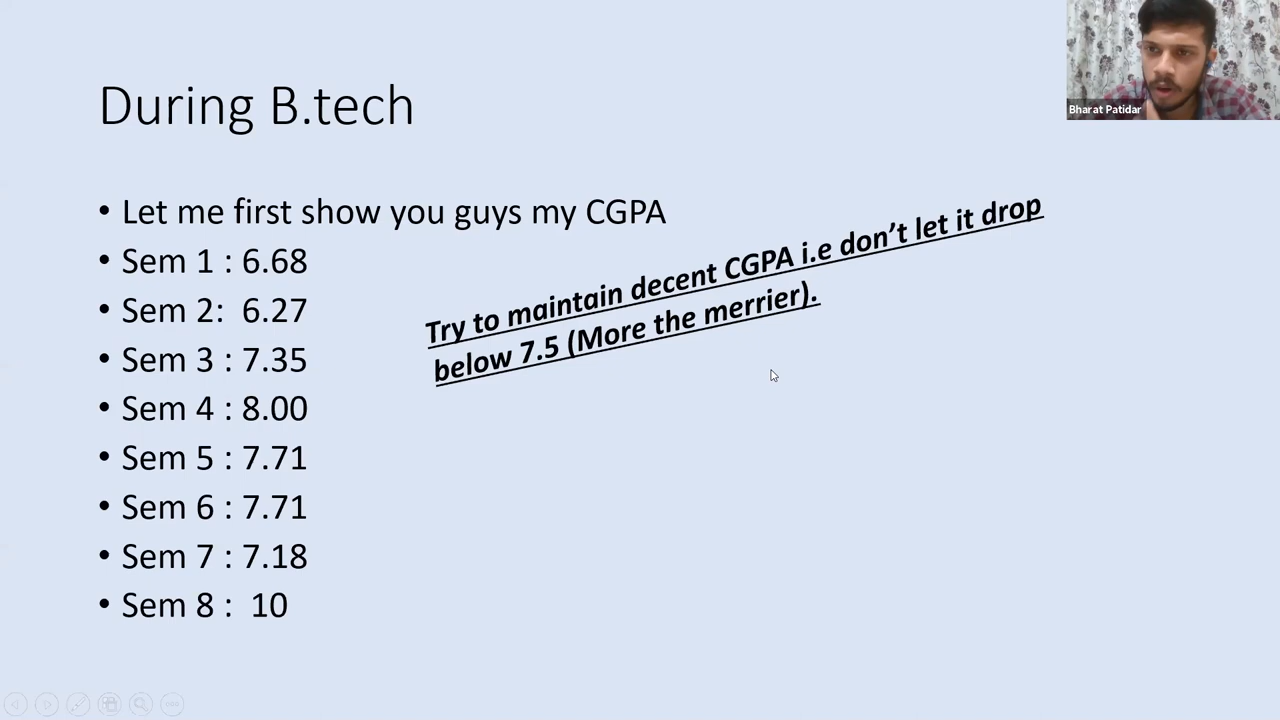 During B.tech
Bharat Patidar
• Let me first show you guys my CGPA
• Sem 1 : 6.68
• Sem 2:  6.27
• Sem 3 : 7.35
• Sem 4 : 8.00
• Sem 5 : 7.71
• Sem 6 : 7.71
• Sem 7 : 7.18
• Sem 8 :  10
Try to maintain decent CGPA i.e don’t let it drop
below 7.5 (More the merrier).